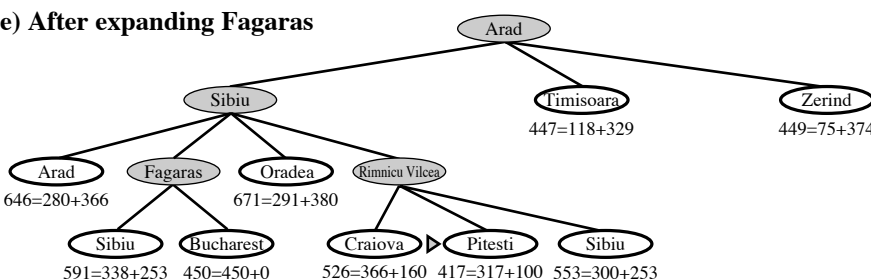 e) After expanding Fagaras
Arad
Sibiu
Timisoara
Zerind
447=118+329
449=75+374
Arad
Fagaras
Oradea
Rimnicu Vilcea
646=280+366
671=291+380
Sibiu
Bucharest
Craiova
Pitesti
Sibiu
591=338+253
450=450+0
526=366+160
417=317+100
553=300+253